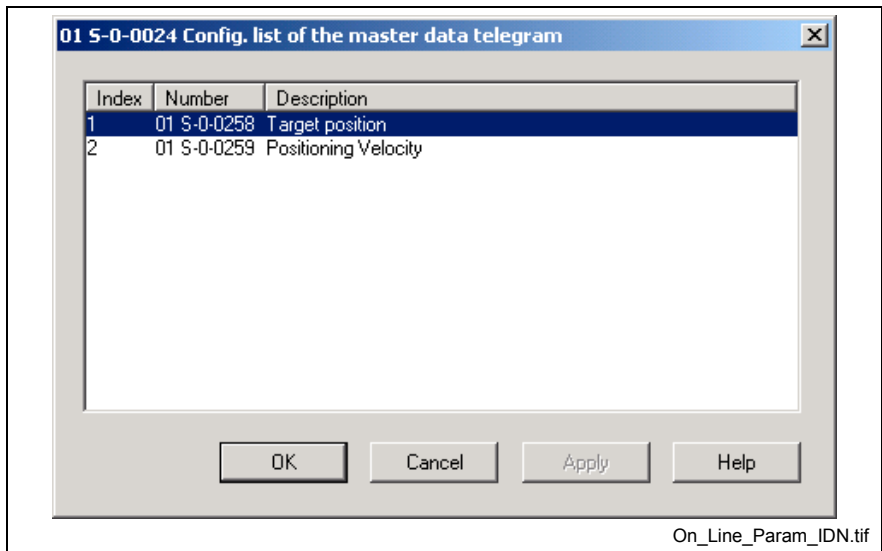 01 S-0-0024 Config. list of the master data telegram
Index Number Description
1 01 S-0-0258 Target position
2 01 S-0-0259 Positioning Velocity
OK Cancel Apply Help
On_Line_Param_IDN.tif